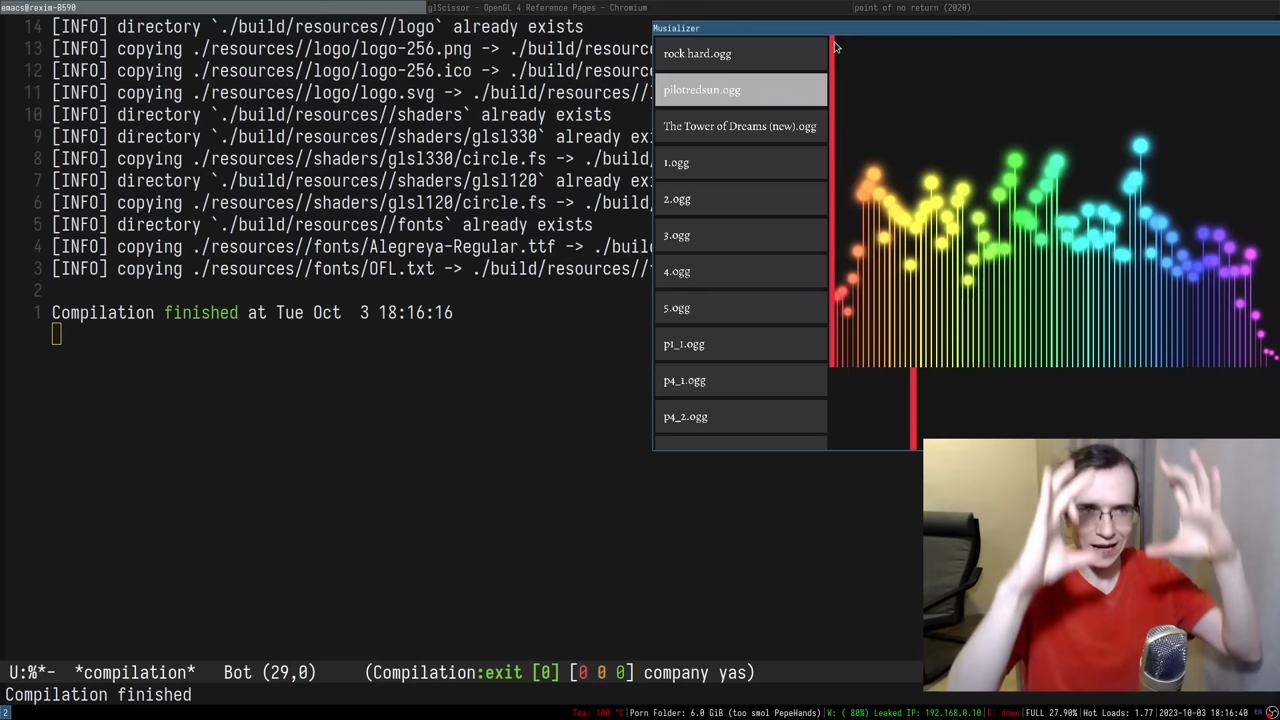 emacs@rexim-B590
glScissor - OpenGL 4 Reference Pages - Chromium
point of no return (2020)
14 [INFO] directory `./build/resources//logo` already exists
13 [INFO] copying ./resources//logo/logo-256.png -> ./build/resourc
12 [INFO] copying ./resources//logo/logo-256.ico -> ./build/resourc
11 [INFO] copying ./resources//logo/logo.svg -> ./build/resources//
10 [INFO] directory `./build/resources//shaders` already exists
9 [INFO] directory `./build/resources//shaders/glsl330` already ex
8 [INFO] copying ./resources//shaders/glsl330/circle.fs -> ./build/
7 [INFO] directory `./build/resources//shaders/glsl120` already ex
6 [INFO] copying ./resources//shaders/glsl120/circle.fs -> ./build/
5 [INFO] directory `./build/resources//fonts` already exists
4 [INFO] copying ./resources//fonts/Alegreya-Regular.ttf -> ./buil
3 [INFO] copying ./resources//fonts/OFL.txt -> ./build/resources//
2
1 Compilation finished at Tue Oct  3 18:16:16
Musializer
rock hard.ogg
pilotredsun.ogg
The Tower of Dreams (new).ogg
1.ogg
2.ogg
3.ogg
4.ogg
5.ogg
p1_1.ogg
p4_1.ogg
p4_2.ogg
U:%*-  *compilation*   Bot (29,0)     (Compilation:exit [0] [0 0 0] company yas)
Compilation finished
2
Tea: 100 °C|Porn Folder: 6.0 GiB (too smol PepeHands)|W: ( 80%) Leaked IP: 192.168.0.10|E: down|FULL 27.90%|Hot Loads: 1.77|2023-10-03 18:16:40 EN